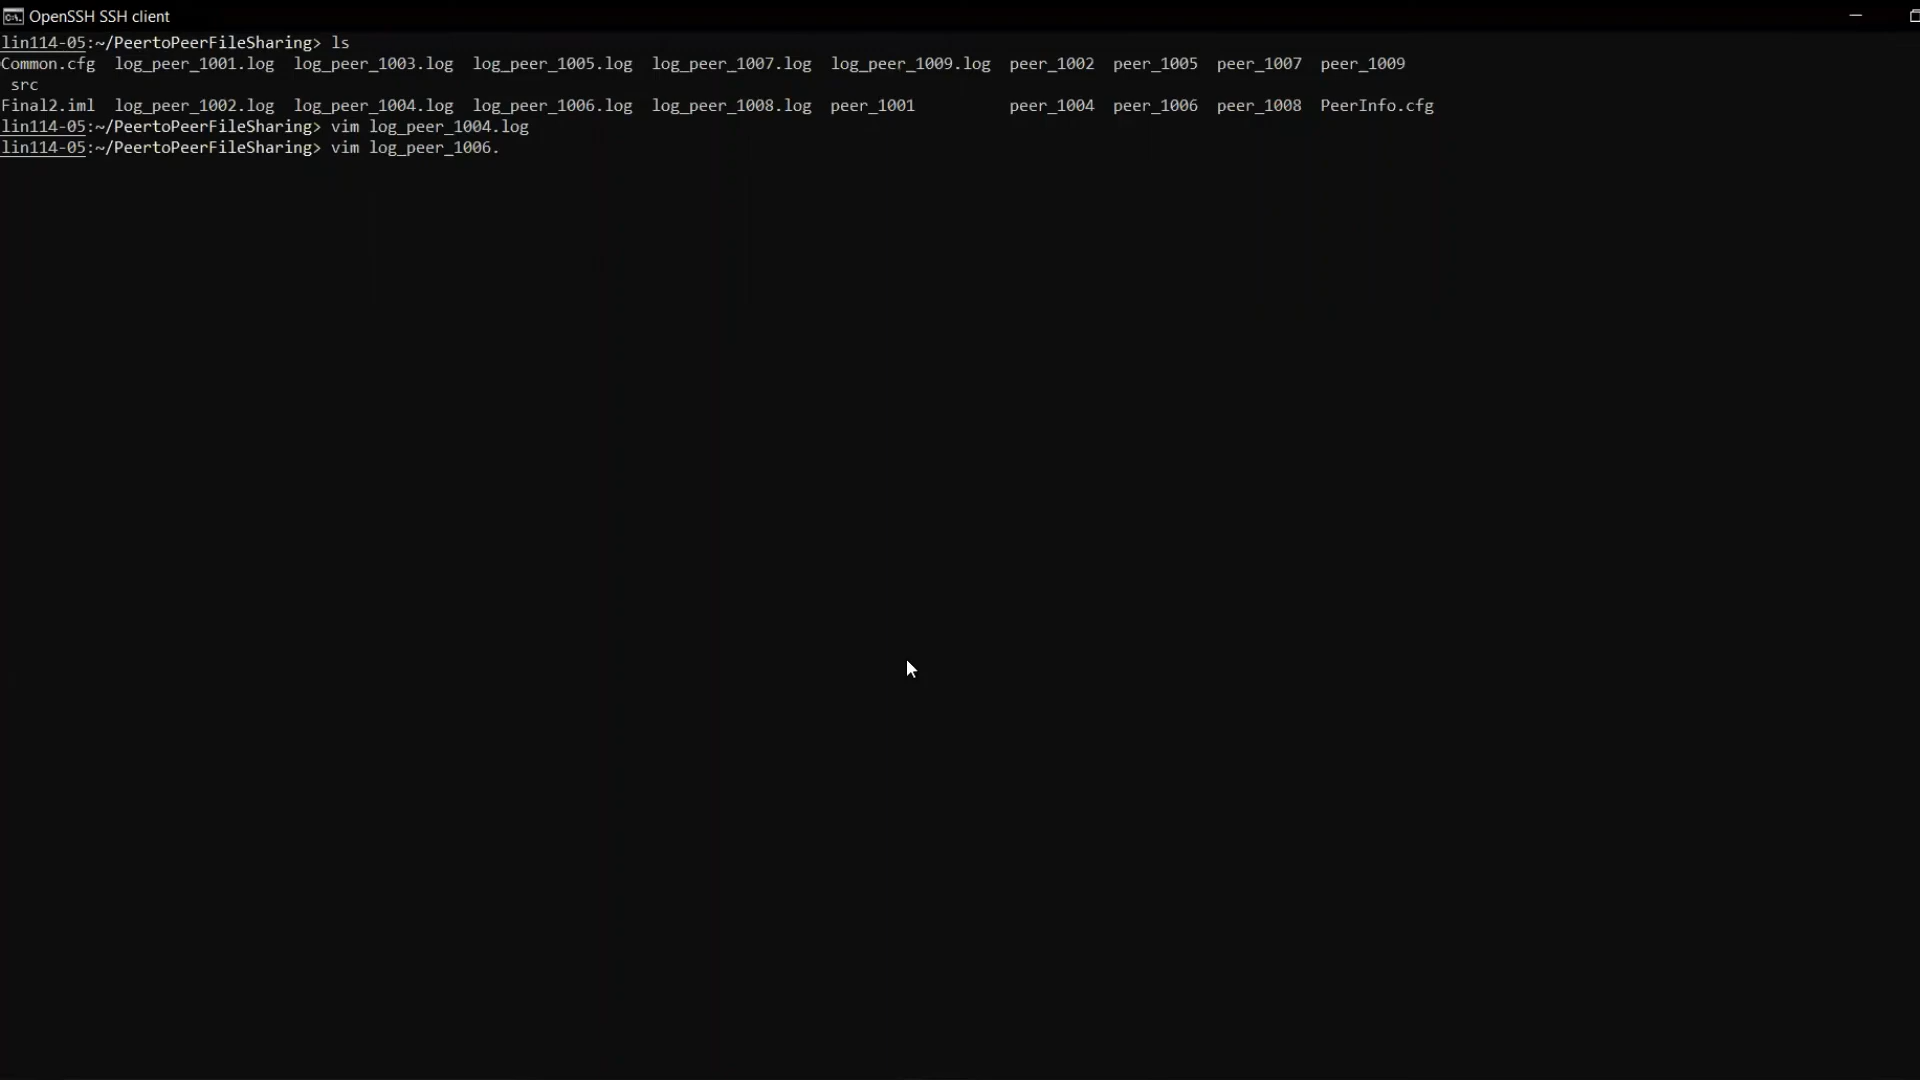 OpenSSH SSH client
lin114-05:~/PeertoPeerFileSharing> ls
Common.cfg  log_peer_1001.log  log_peer_1003.log  log_peer_1005.log  log_peer_1007.log  log_peer_1009.log  peer_1002  peer_1005  peer_1007  peer_1009
 src
Final2.iml  log_peer_1002.log  log_peer_1004.log  log_peer_1006.log  log_peer_1008.log  peer_1001          peer_1004  peer_1006  peer_1008  PeerInfo.cfg
lin114-05:~/PeertoPeerFileSharing> vim log_peer_1004.log
lin114-05:~/PeertoPeerFileSharing> vim log_peer_1006.